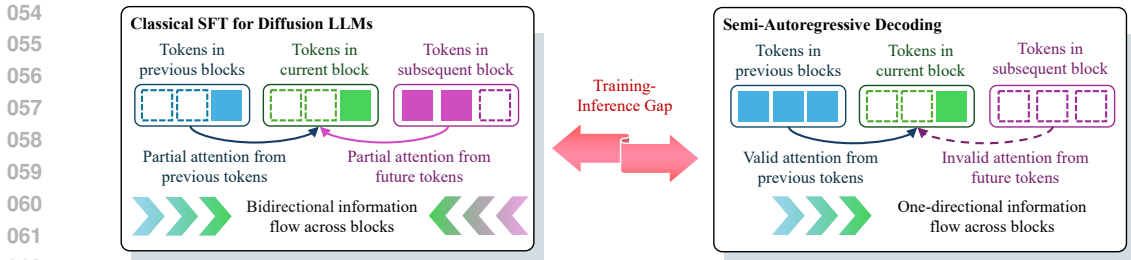 054
055
056
057
058
059
060
061
Classical SFT for Diffusion LLMs
Tokens in
previous blocks
Tokens in
current block
Tokens in
subsequent block
Partial attention from
previous tokens
Partial attention from
future tokens
Bidirectional information
flow across blocks
Training-
Inference Gap
Semi-Autoregressive Decoding
Tokens in
previous blocks
Tokens in
current block
Tokens in
subsequent block
Valid attention from
previous tokens
Invalid attention from
future tokens
One-directional information
flow across blocks